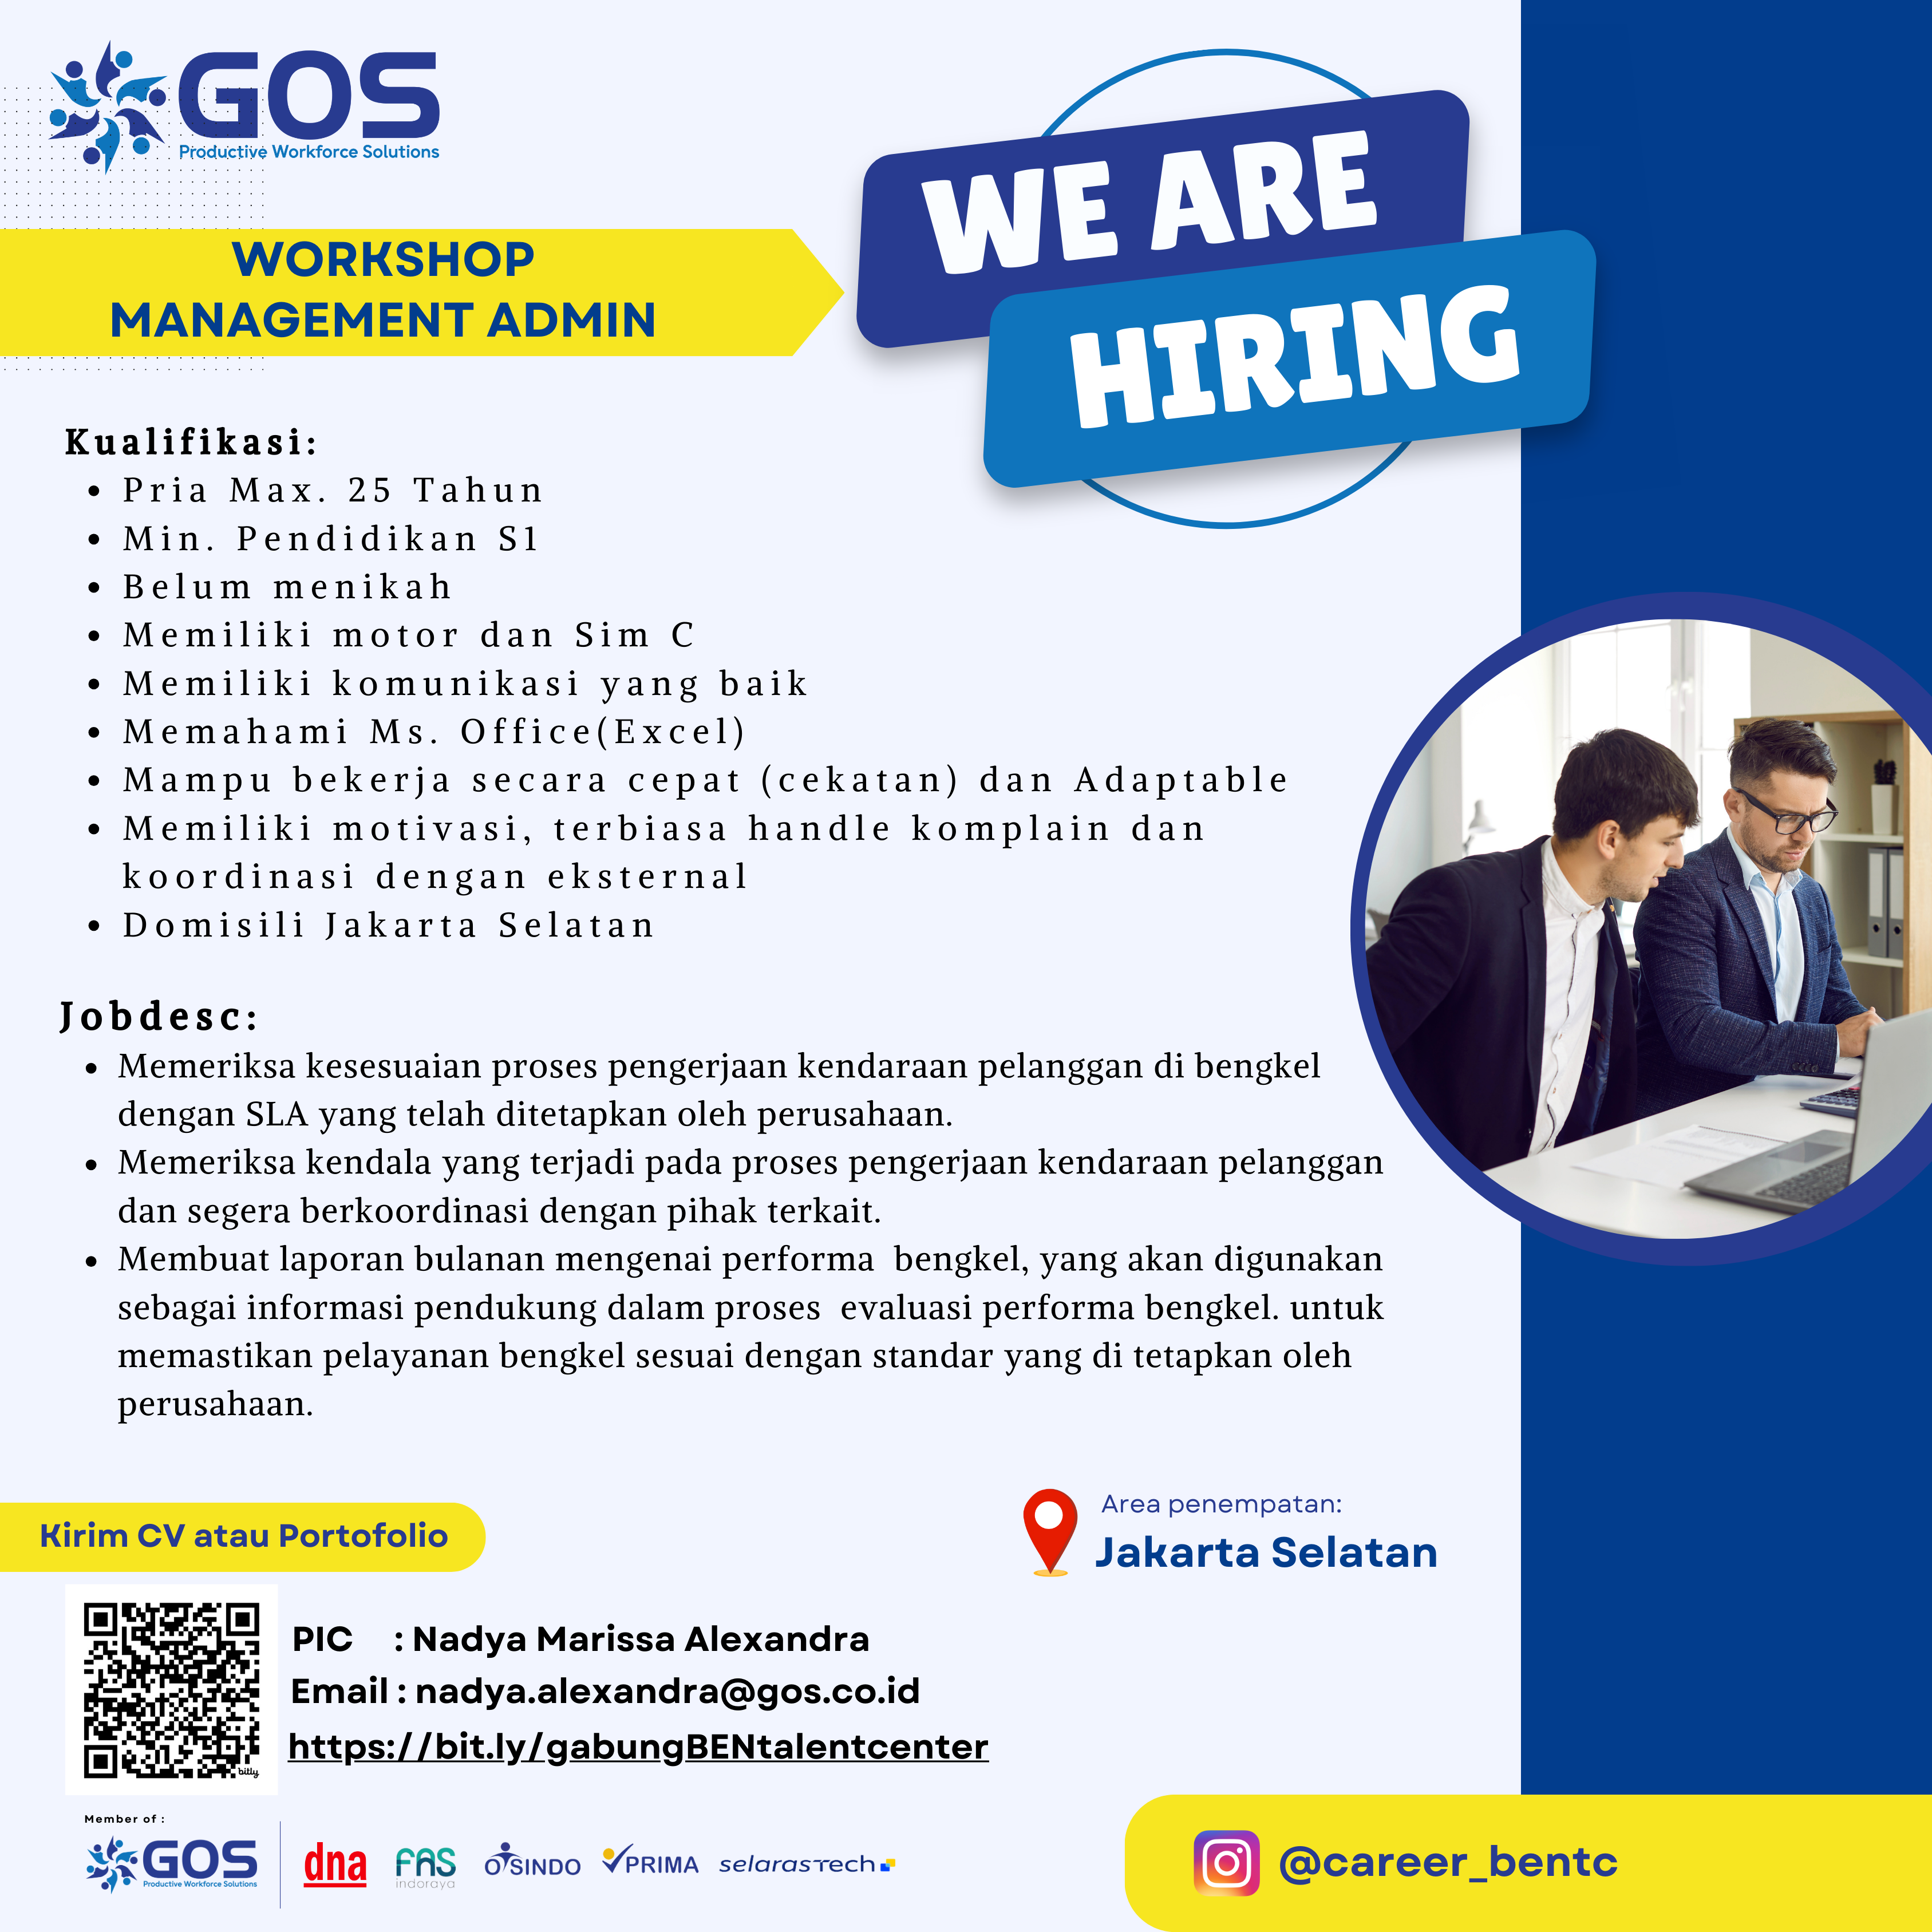 GOS
Productive Workforce Solutions
WE ARE
HIRING
WORKSHOP
MANAGEMENT ADMIN
Kualifikasi:
• Pria Max. 25 Tahun
• Min. Pendidikan S1
• Belum menikah
• Memiliki motor dan Sim C
• Memiliki komunikasi yang baik
• Memahami Ms. Office(Excel)
• Mampu bekerja secara cepat (cekatan) dan Adaptable
• Memiliki motivasi, terbiasa handle komplain dan
koordinasi dengan eksternal
• Domisili Jakarta Selatan
Jobdesc:
• Memeriksa kesesuaian proses pengerjaan kendaraan pelanggan di bengkel
dengan SLA yang telah ditetapkan oleh perusahaan.
• Memeriksa kendala yang terjadi pada proses pengerjaan kendaraan pelanggan
dan segera berkoordinasi dengan pihak terkait.
• Membuat laporan bulanan mengenai performa  bengkel, yang akan digunakan
sebagai informasi pendukung dalam proses  evaluasi performa bengkel. untuk
memastikan pelayanan bengkel sesuai dengan standar yang di tetapkan oleh
perusahaan.
Area penempatan:
Jakarta Selatan
Kirim CV atau Portofolio
PIC : Nadya Marissa Alexandra
Email : nadya.alexandra@gos.co.id
https://bit.ly/gabungBENtalentcenter
bitly
Member of :
GOS
Productive Workforce Solutions
dna
FAS
indoraya
OSINDO
PRIMA
selarastech
@career_bentc